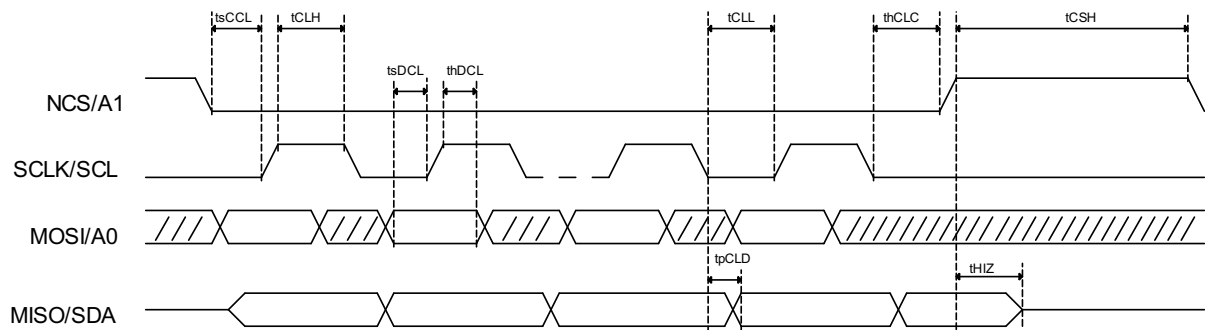 tsCCL tCLH tCLL thCLC tCSH
tsDCL thDCL
NCS/A1
SCLK/SCL
MOSI/A0
tpCLD tHIZ
MISO/SDA